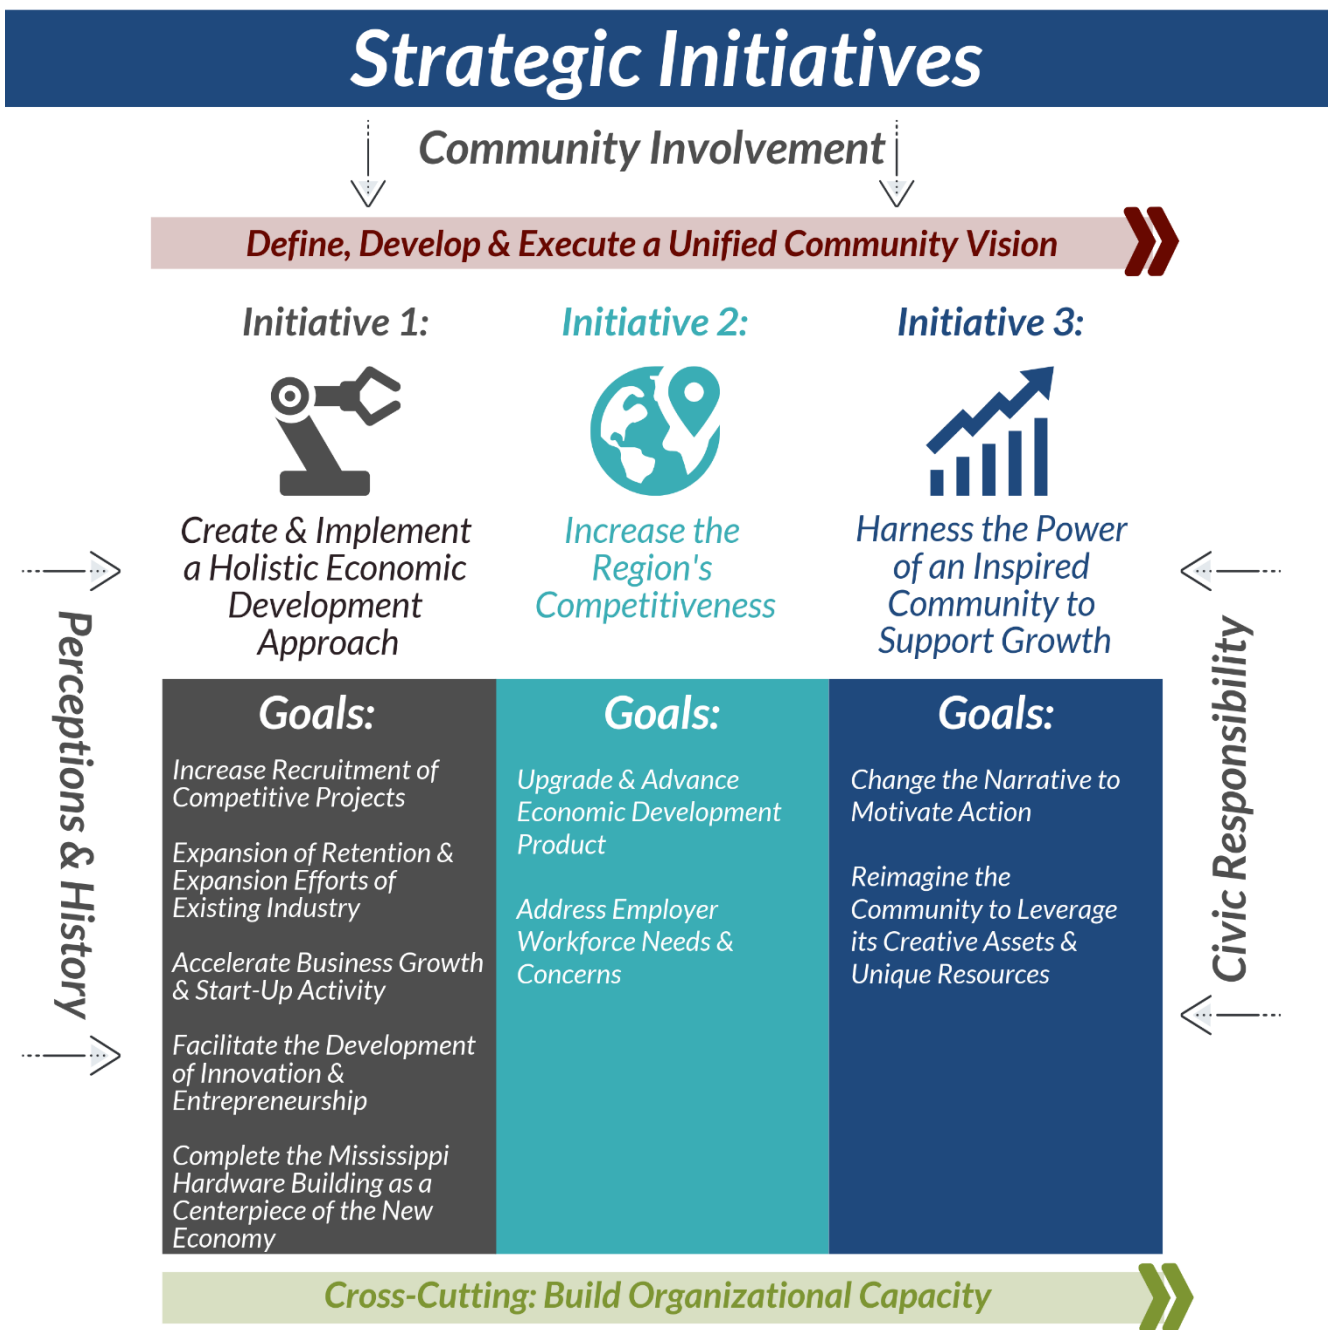 Strategic Initiatives
Community Involvement
Define, Develop & Execute a Unified Community Vision
Initiative 1:
Create & Implement
a Holistic Economic
Development
Approach
Initiative 2:
Increase the
Region's
Competitiveness
Initiative 3:
Harness the Power
of an Inspired
Community to
Support Growth
Perceptions & History
Goals:
Increase Recruitment of
Competitive Projects
Expansion of Retention &
Expansion Efforts of
Existing Industry
Accelerate Business Growth
& Start-Up Activity
Facilitate the Development
of Innovation &
Entrepreneurship
Complete the Mississippi
Hardware Building as a
Centerpiece of the New
Economy
Goals:
Upgrade & Advance
Economic Development
Product
Address Employer
Workforce Needs &
Concerns
Goals:
Change the Narrative to
Motivate Action
Reimagine the
Community to Leverage
its Creative Assets &
Unique Resources
Civic Responsibility
Cross-Cutting: Build Organizational Capacity